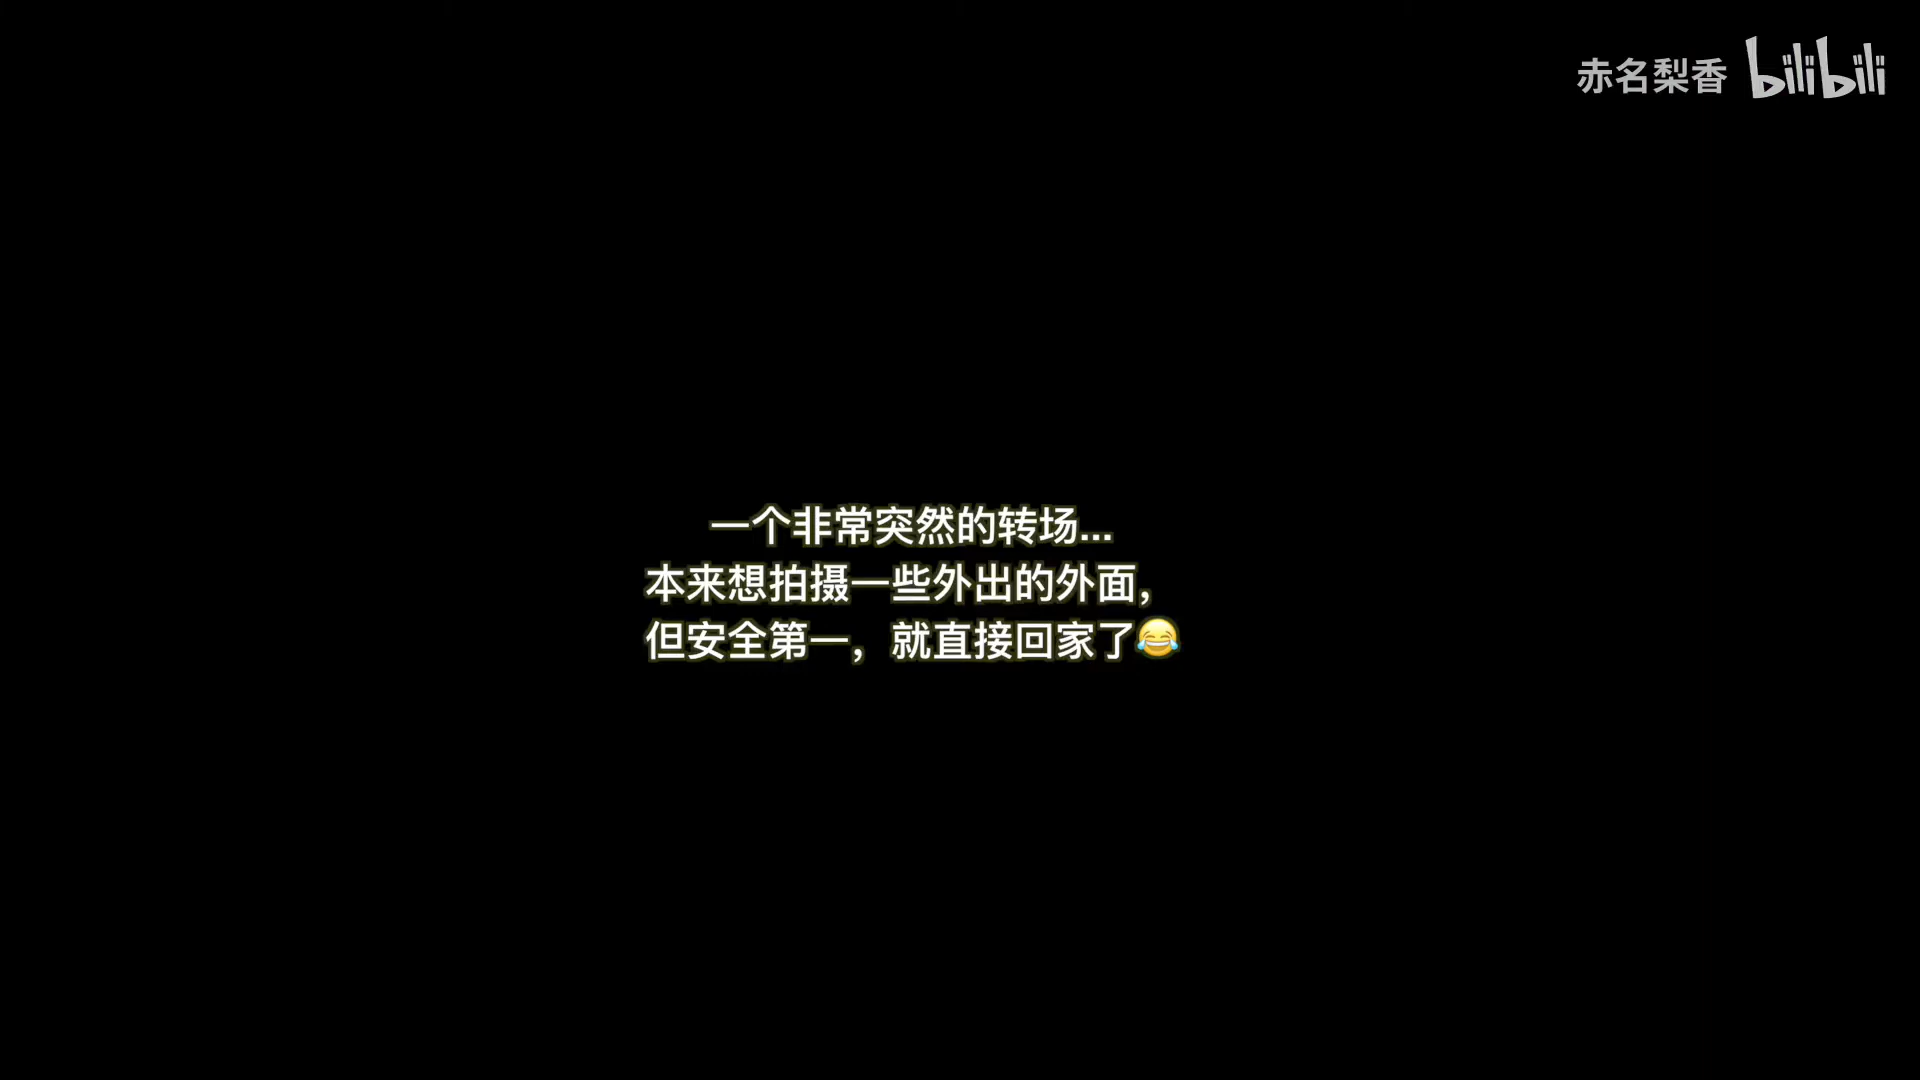 赤名梨香 bilibili
一个非常突然的转场...
本来想拍摄一些外出的外面，
但安全第一，就直接回家了😂